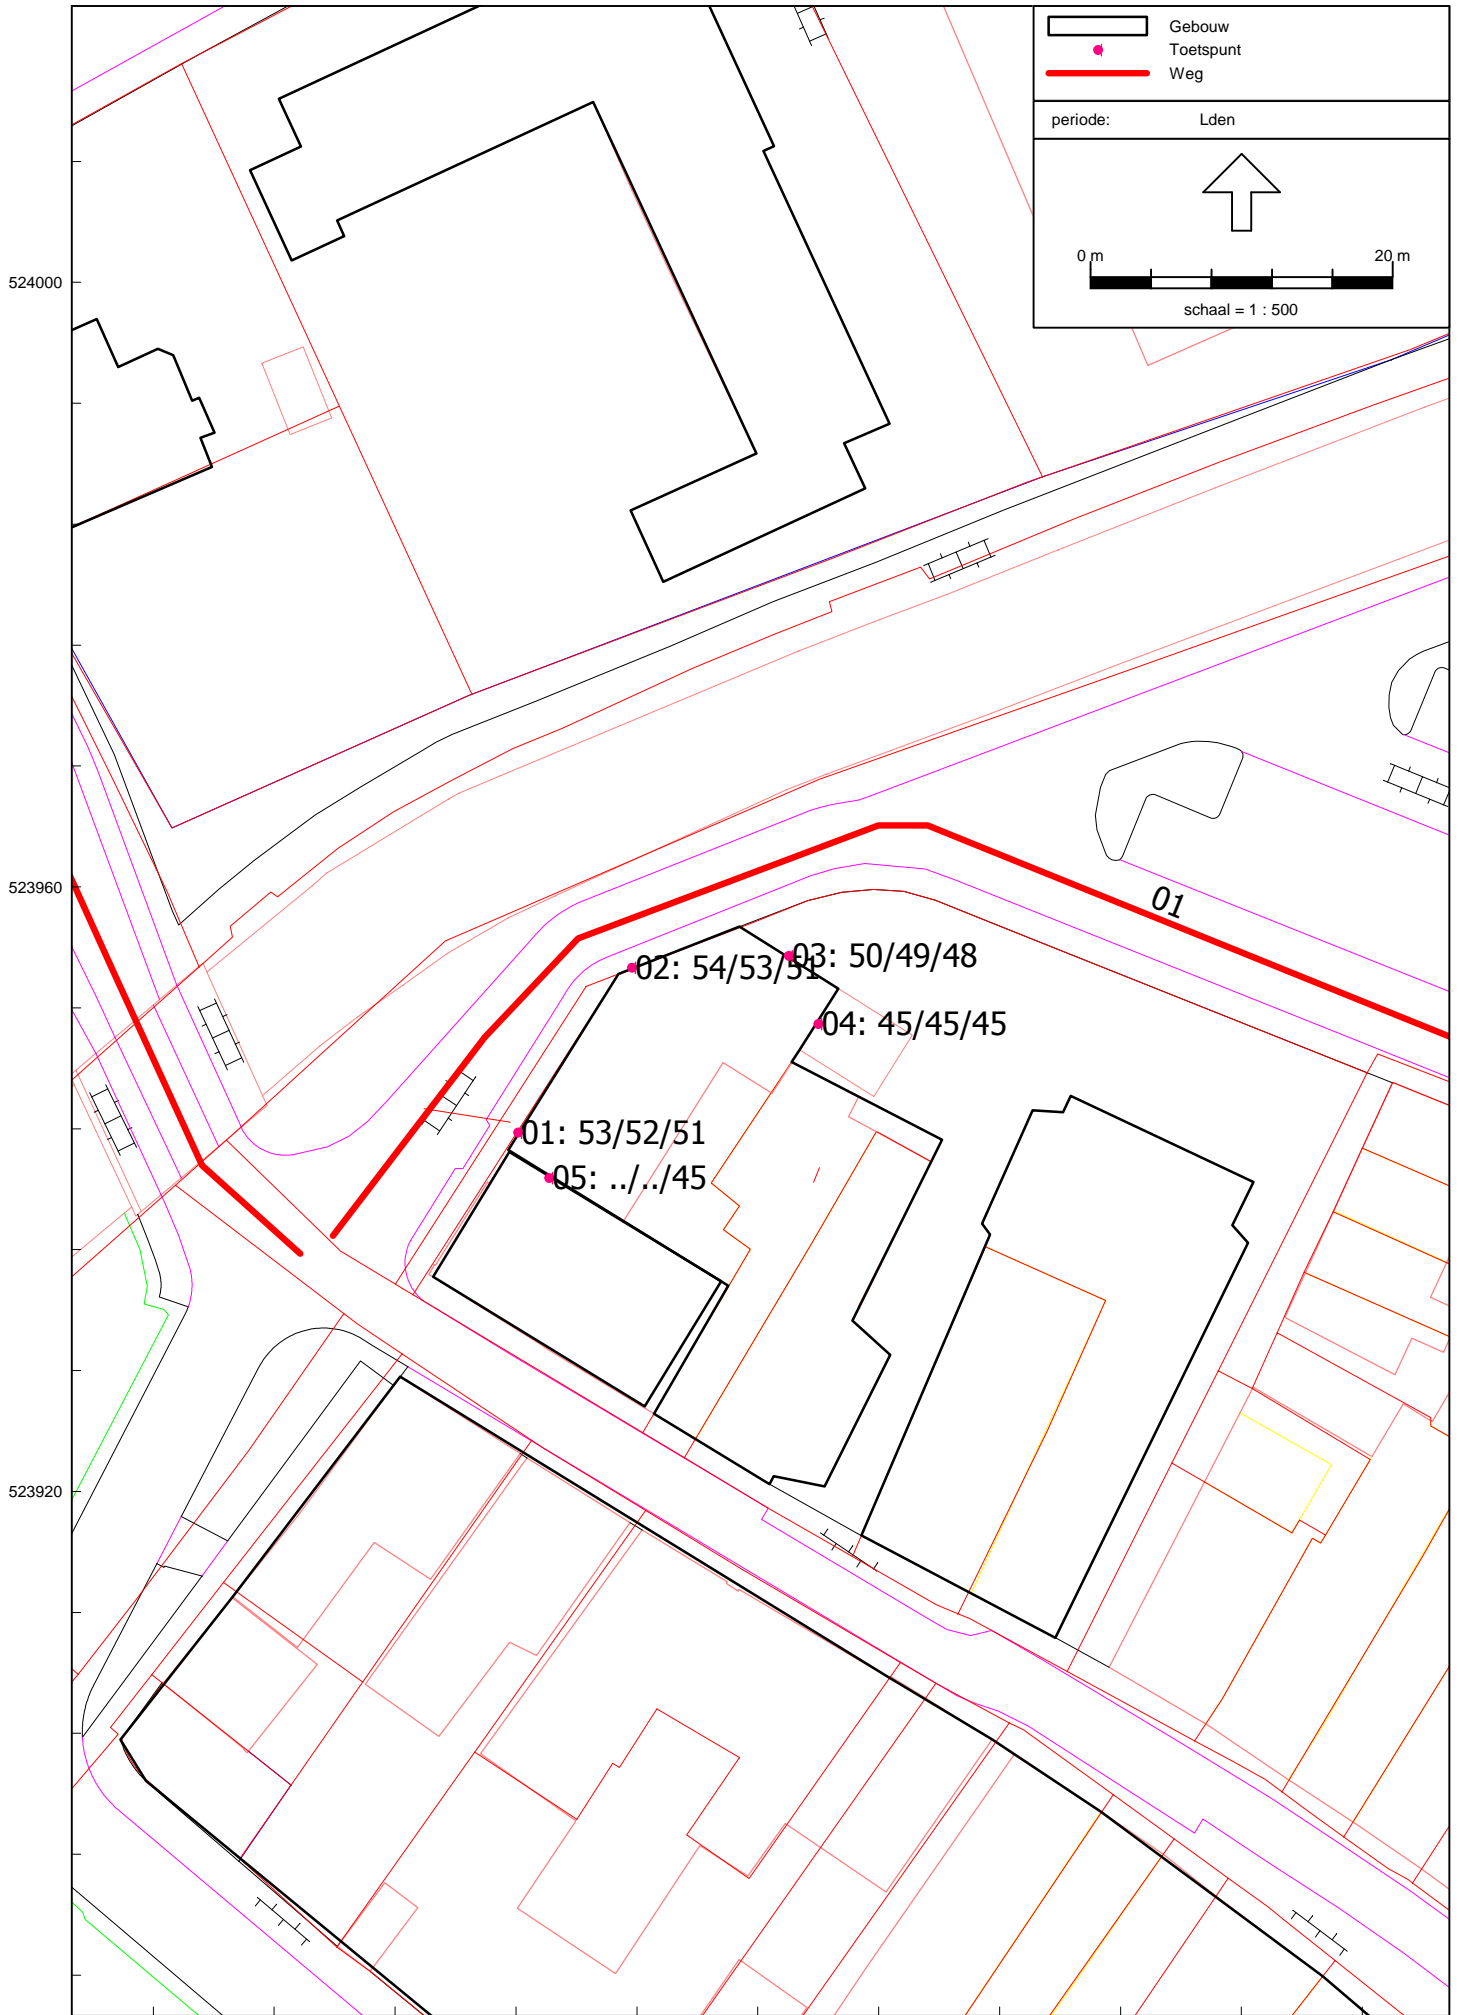 Gebouw
Toetspunt
Weg
periode: Lden
0 m 20 m
schaal = 1 : 500
524000
523960
01
03: 50/49/48
02: 54/53/51
04: 45/45/45
01: 53/52/51
05: ../../45
523920